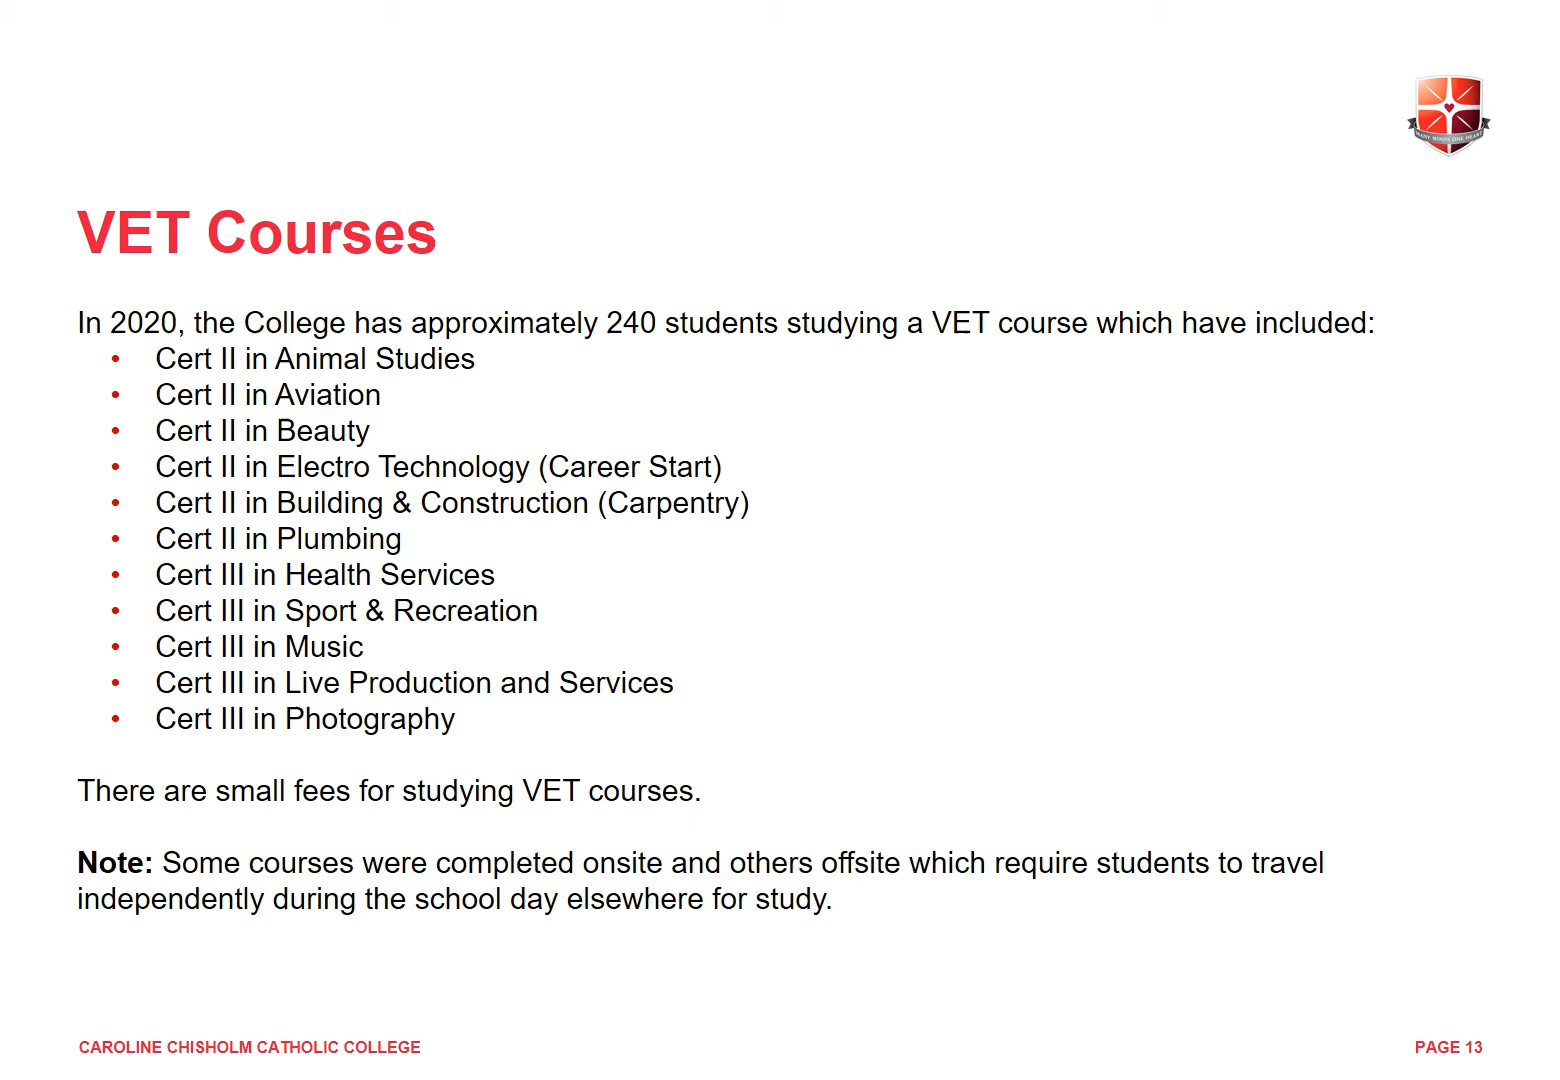 MANY MINDS ONE HEART
VET Courses
In 2020, the College has approximately 240 students studying a VET course which have included:
• Cert II in Animal Studies
• Cert II in Aviation
• Cert II in Beauty
• Cert II in Electro Technology (Career Start)
• Cert II in Building & Construction (Carpentry)
• Cert II in Plumbing
• Cert III in Health Services
• Cert III in Sport & Recreation
• Cert III in Music
• Cert III in Live Production and Services
• Cert III in Photography
There are small fees for studying VET courses.
Note: Some courses were completed onsite and others offsite which require students to travel
independently during the school day elsewhere for study.
CAROLINE CHISHOLM CATHOLIC COLLEGE
PAGE 13